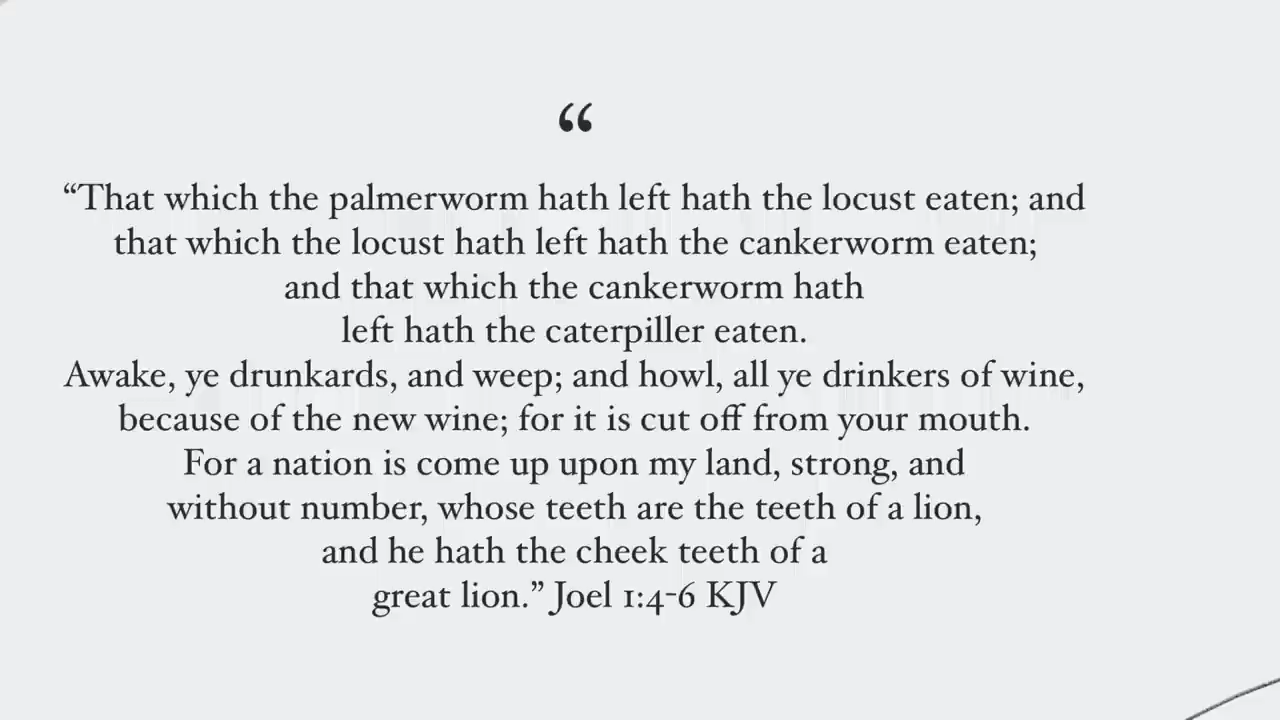 “
“That which the palmerworm hath left hath the locust eaten; and
that which the locust hath left hath the cankerworm eaten;
and that which the cankerworm hath
left hath the caterpiller eaten.
Awake, ye drunkards, and weep; and howl, all ye drinkers of wine,
because of the new wine; for it is cut off from your mouth.
For a nation is come up upon my land, strong, and
without number, whose teeth are the teeth of a lion,
and he hath the cheek teeth of a
great lion.” Joel 1:4-6 KJV